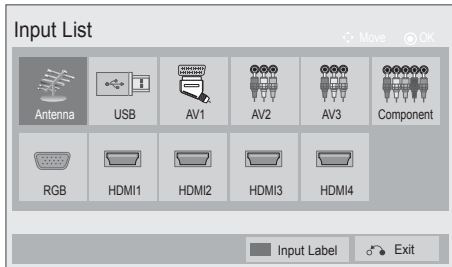 Input List
Move OK
Antenna USB AV1 AV2 AV3 Component
RGB HDMI1 HDMI2 HDMI3 HDMI4
Input Label Exit